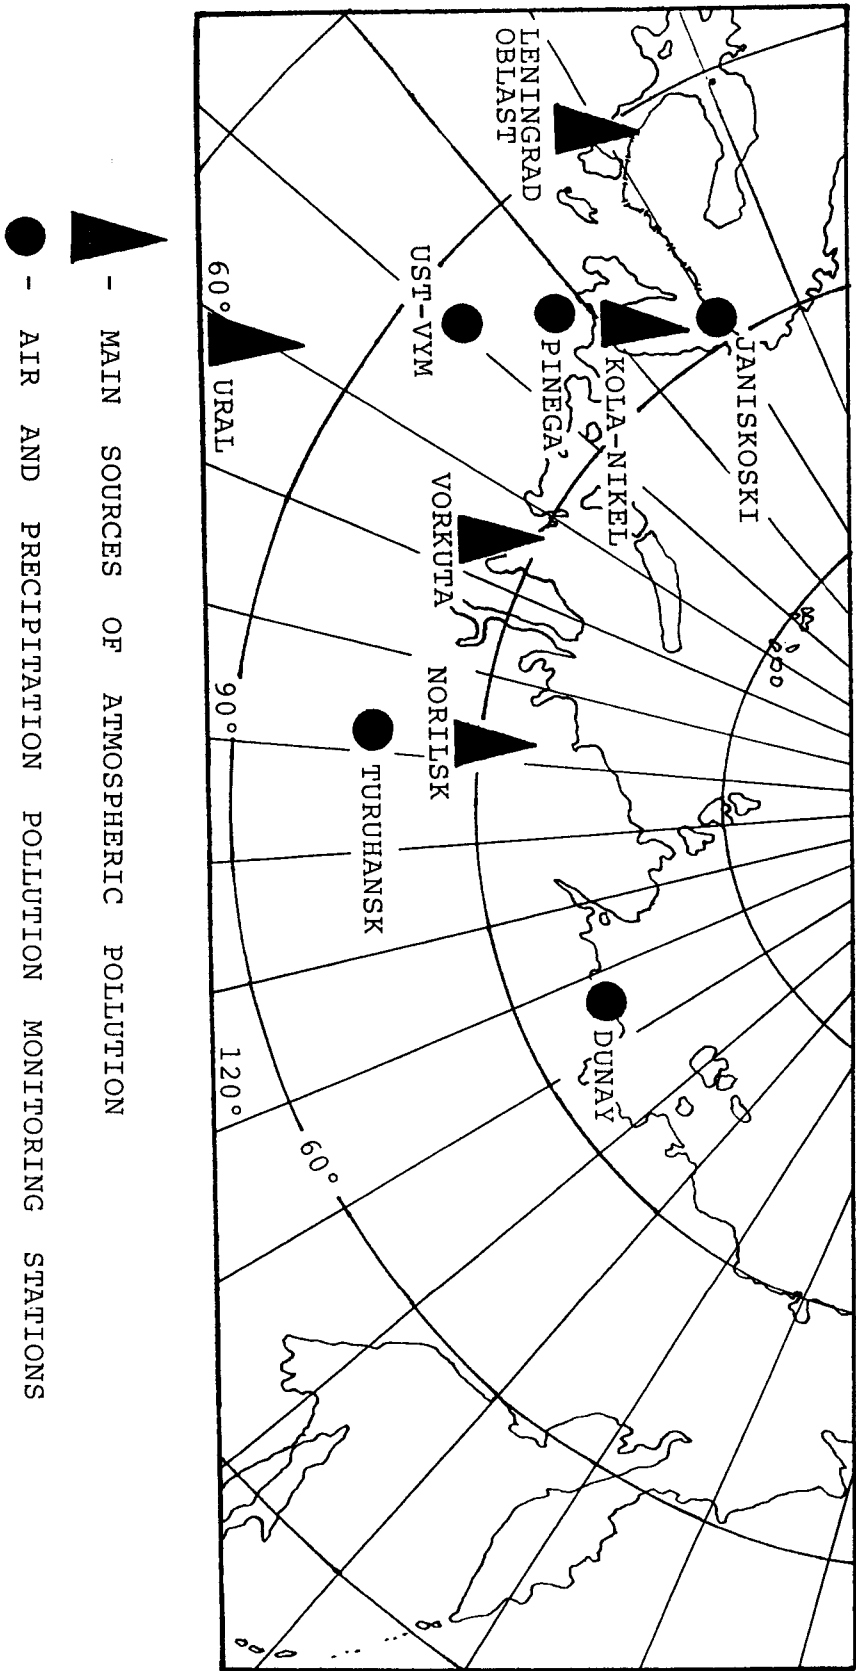 JANISKOSKI
KOLA-NIKEL
DUNAY
PINEGA'
LENINGRAD
OBLAST
VORKUTA
NORILSK
UST-VYM
TURUHANSK
60°
60°
URAL
90°
120°
- MAIN SOURCES OF ATMOSPHERIC POLLUTION
- AIR AND PRECIPITATION POLLUTION MONITORING STATIONS